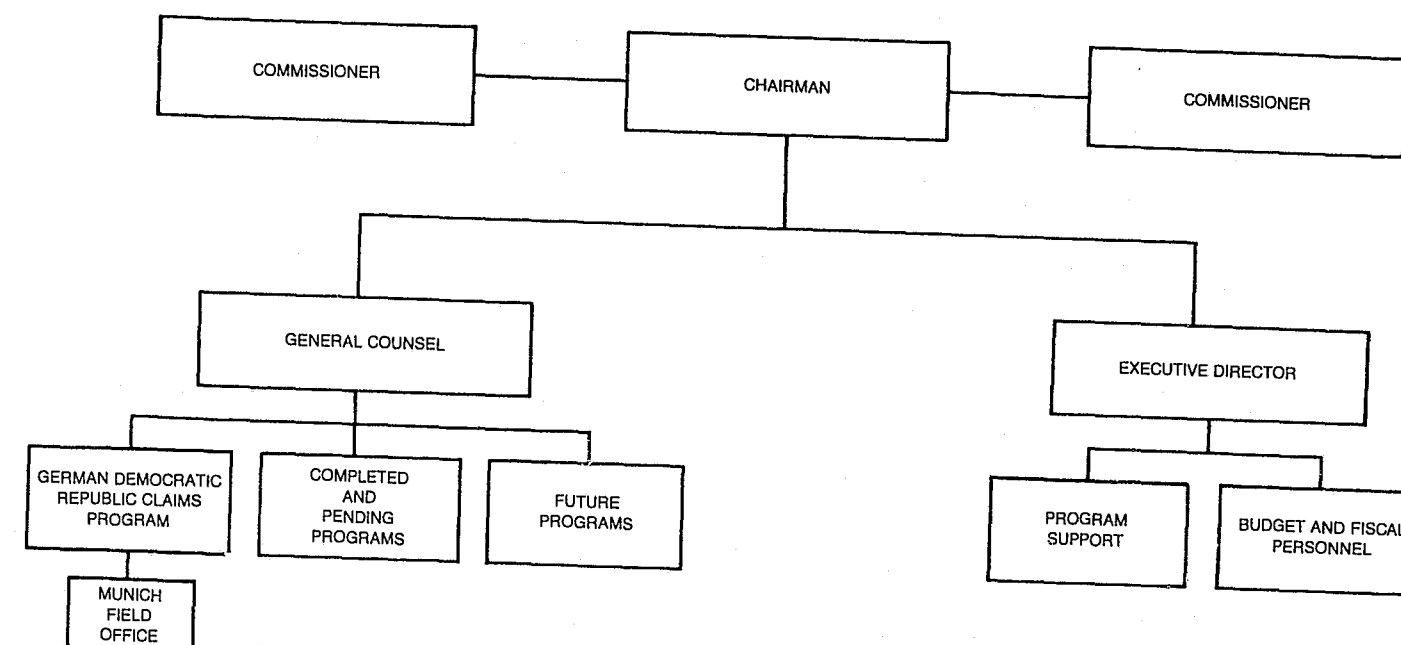 COMMISSIONER
CHAIRMAN
COMMISSIONER
GENERAL COUNSEL
EXECUTIVE DIRECTOR
GERMAN DEMOCRATIC
REPUBLIC CLAIMS
PROGRAM
COMPLETED
AND
PENDING
PROGRAMS
FUTURE
PROGRAMS
PROGRAM
SUPPORT
BUDGET AND FISCAL
PERSONNEL
MUNICH
FIELD
OFFICE